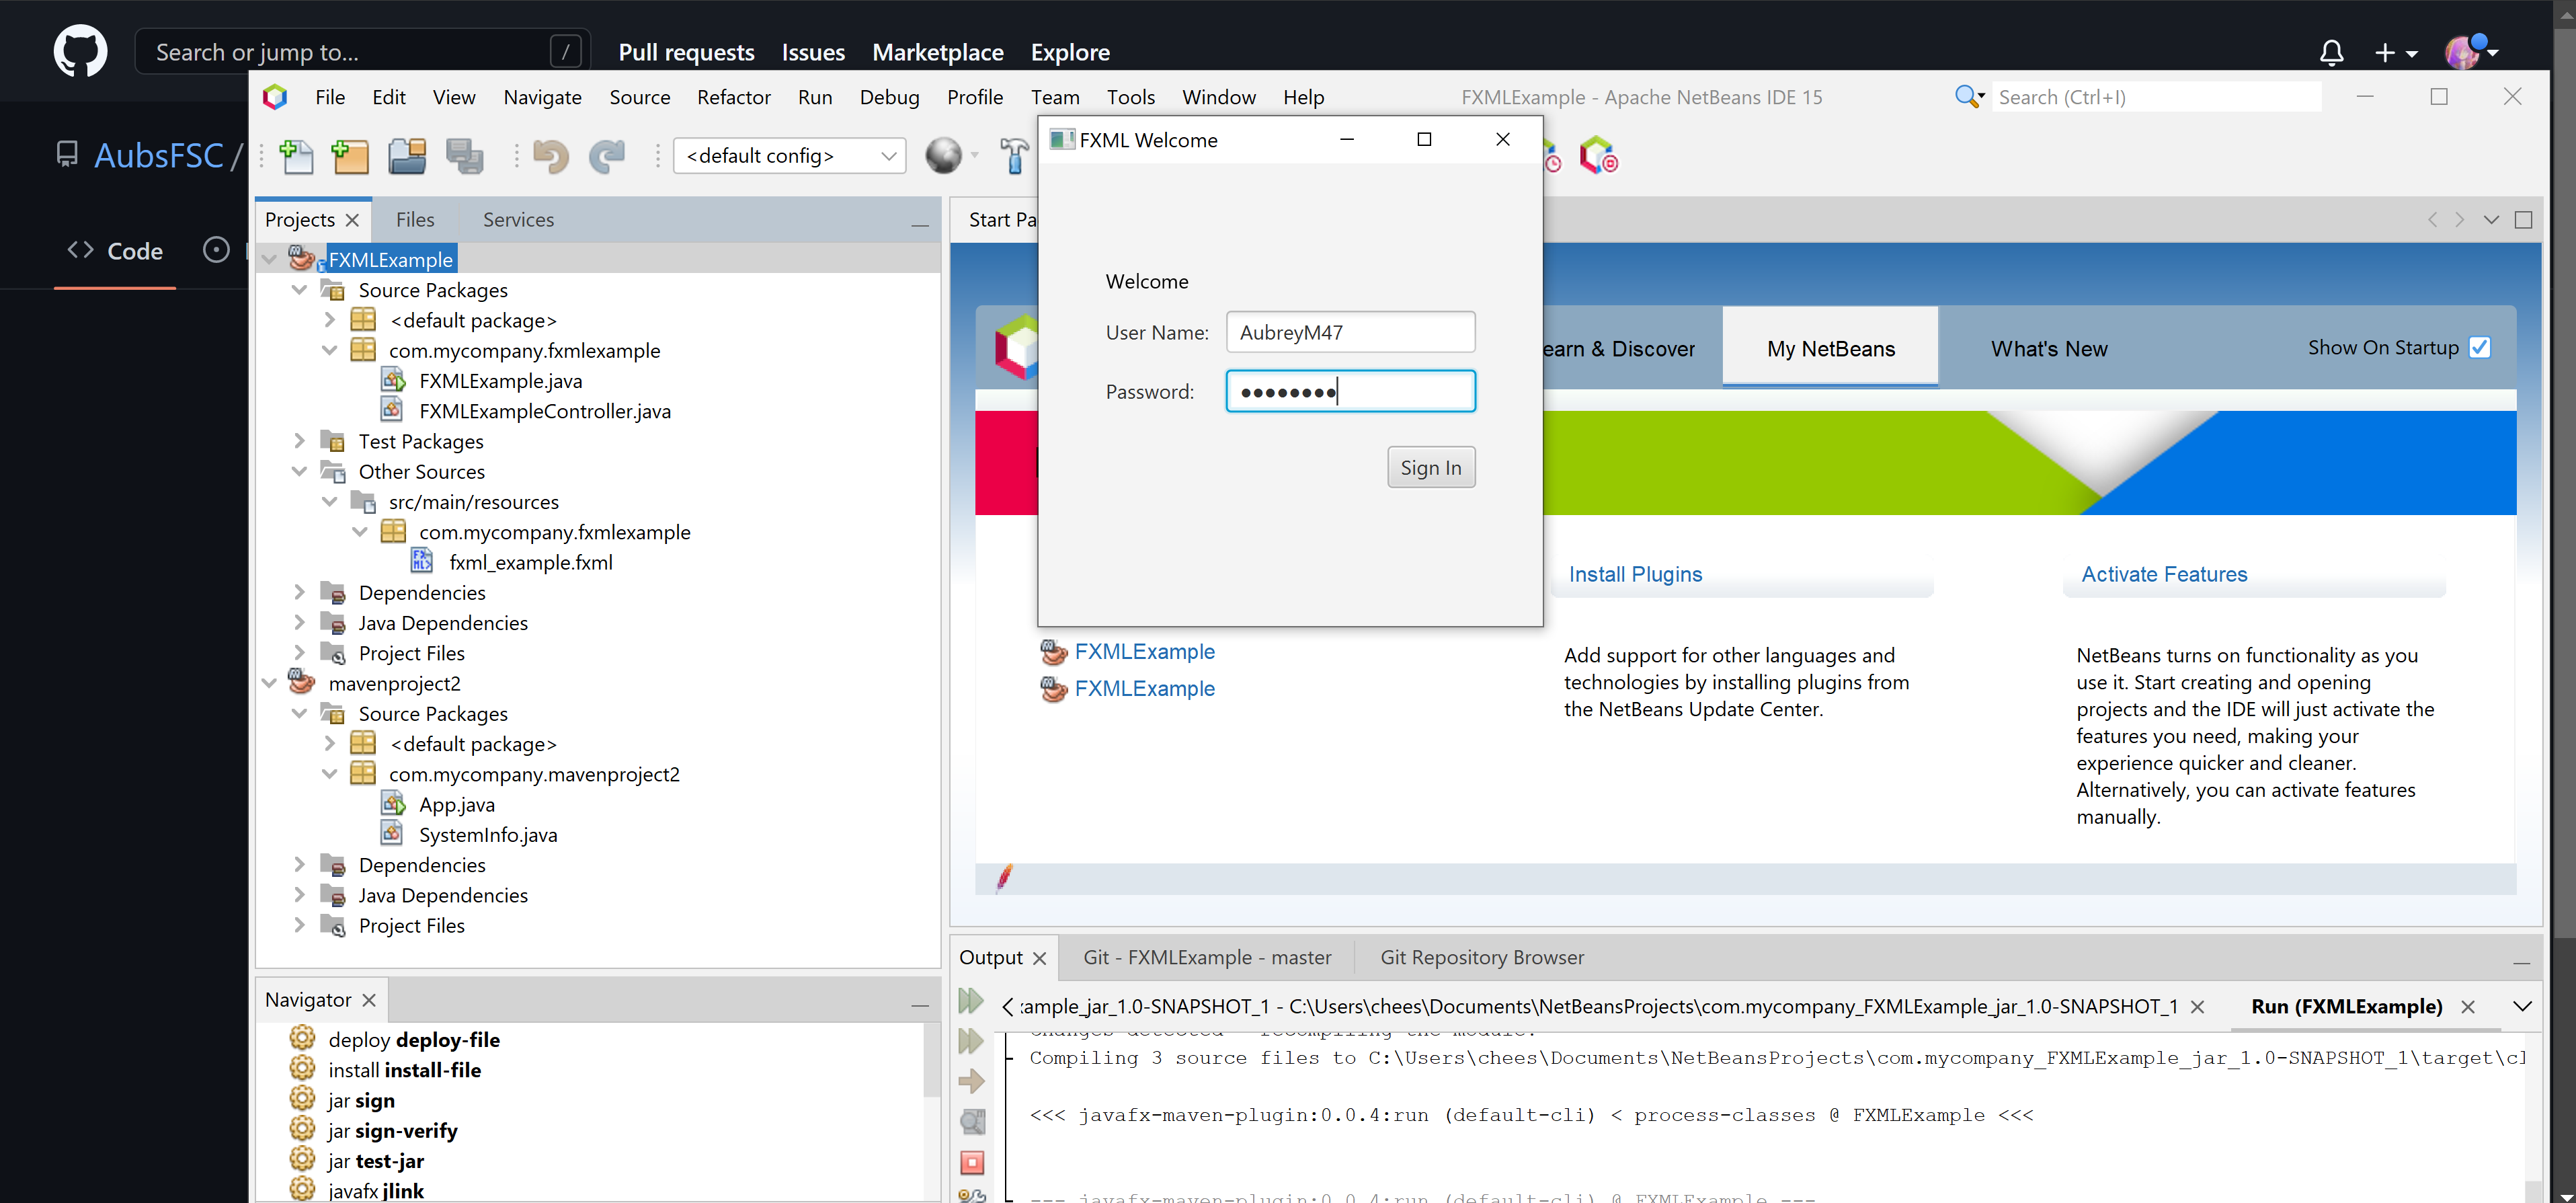 Search or jump to... /
Pull requests
Issues
Marketplace
Explore
AubsFSC /
Code
File Edit View Navigate Source Refactor Run Debug Profile Team Tools Window Help
FXMLExample - Apache NetBeans IDE 15
Search (Ctrl+I)
<default config>
Projects
Files
Services
FXMLExample
Source Packages
<default package>
com.mycompany.fxmlexample
FXMLExample.java
FXMLExampleController.java
Test Packages
Other Sources
src/main/resources
com.mycompany.fxmlexample
fxml_example.fxml
Dependencies
Java Dependencies
Project Files
mavenproject2
Source Packages
<default package>
com.mycompany.mavenproject2
App.java
SystemInfo.java
Dependencies
Java Dependencies
Project Files
Navigator
deploy deploy-file
install install-file
jar sign
jar sign-verify
jar test-jar
javafx jlink
FXML Welcome
Welcome
User Name: AubreyM47
Password: ●●●●●●●●
Sign In
Start Pa
earn & Discover
My NetBeans
What's New
Show On Startup
FXMLExample
FXMLExample
Install Plugins
Add support for other languages and
technologies by installing plugins from
the NetBeans Update Center.
Activate Features
NetBeans turns on functionality as you
use it. Start creating and opening
projects and the IDE will just activate the
features you need, making your
experience quicker and cleaner.
Alternatively, you can activate features
manually.
Output
Git - FXMLExample - master
Git Repository Browser
xample_jar_1.0-SNAPSHOT_1 - C:\Users\chees\Documents\NetBeansProjects\com.mycompany_FXMLExample_jar_1.0-SNAPSHOT_1
Run (FXMLExample)
Changes detected - recompiling the module!
Compiling 3 source files to C:\Users\chees\Documents\NetBeansProjects\com.mycompany_FXMLExample_jar_1.0-SNAPSHOT_1\target\cl
<<< javafx-maven-plugin:0.0.4:run (default-cli) < process-classes @ FXMLExample <<<
--- javafx-maven-plugin:0.0.4:run (default-cli) @ FXMLExample ---